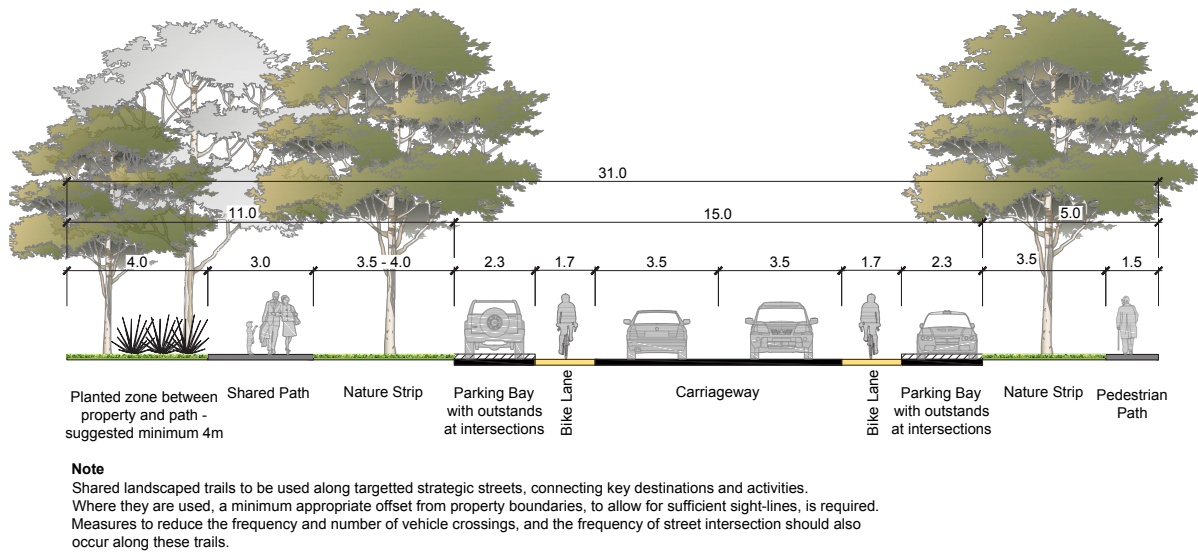 31.0
11.0
15.0
5.0
4.0
3.0
3.5 - 4.0
2.3
1.7
3.5
3.5
1.7
2.3
3.5
1.5
Planted zone between
property and path -
suggested minimum 4m
Shared Path
Nature Strip
Parking Bay
with outstands
at intersections
Bike Lane
Carriageway
Bike Lane
Parking Bay
with outstands
at intersections
Nature Strip
Pedestrian
Path
Note
Shared landscaped trails to be used along targetted strategic streets, connecting key destinations and activities.
Where they are used, a minimum appropriate offset from property boundaries, to allow for sufficient sight-lines, is required.
Measures to reduce the frequency and number of vehicle crossings, and the frequency of street intersection should also
occur along these trails.